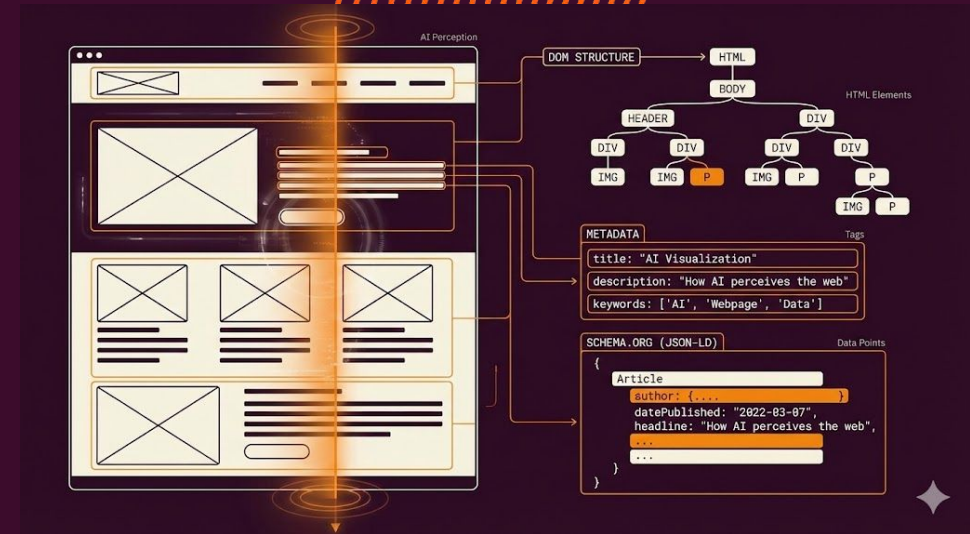 AI Perception
DOM STRUCTURE
HTML
BODY
HTML Elements
HEADER
DIV
DIV
DIV
DIV
DIV
IMG
IMG
P
IMG
P
P
IMG
P
METADATA
Tags
title: "AI Visualization"
description: "How AI perceives the web"
keywords: ['AI', 'Webpage', 'Data']
SCHEMA.ORG (JSON-LD)
Data Points
{
Article
author: {.... }
datePublished: "2022-03-07",
headline: "How AI perceives the web",
...
...
}
}